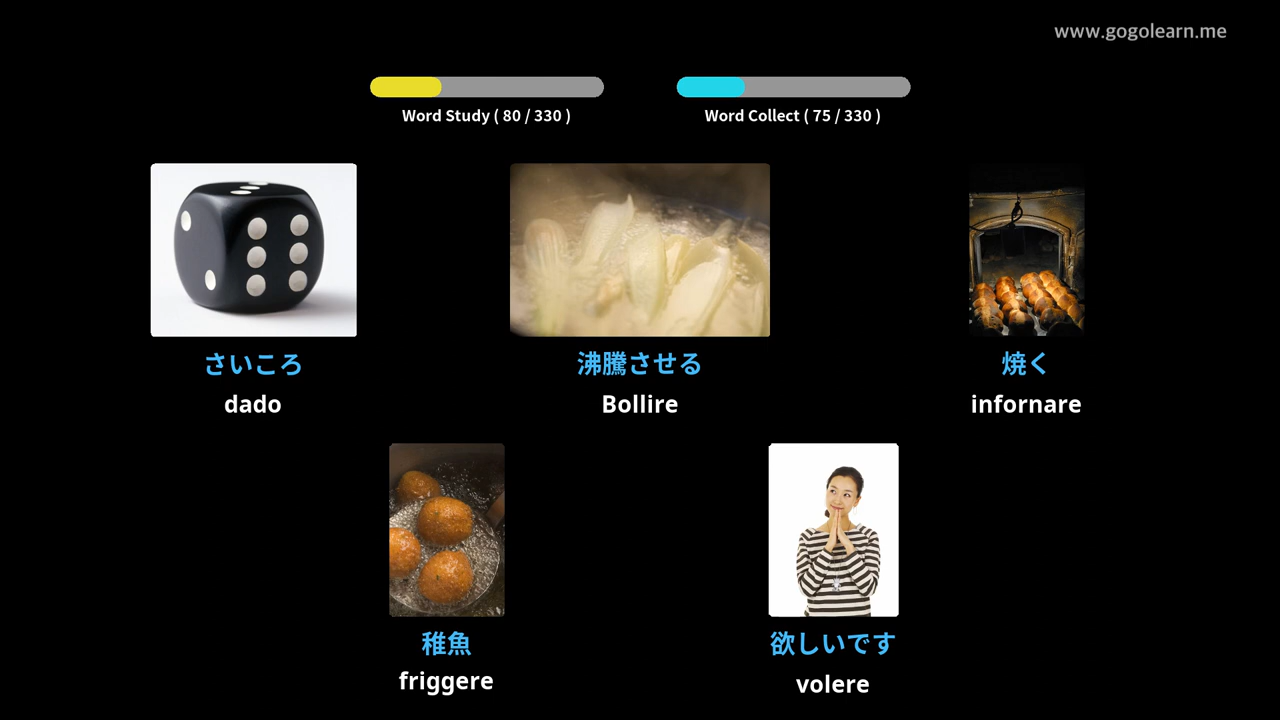 www.gogolearn.me
Word Study ( 80 / 330 )
Word Collect ( 75 / 330 )
さいころ
dado
沸騰させる
Bollire
焼く
infornare
稚魚
friggere
欲しいです
volere